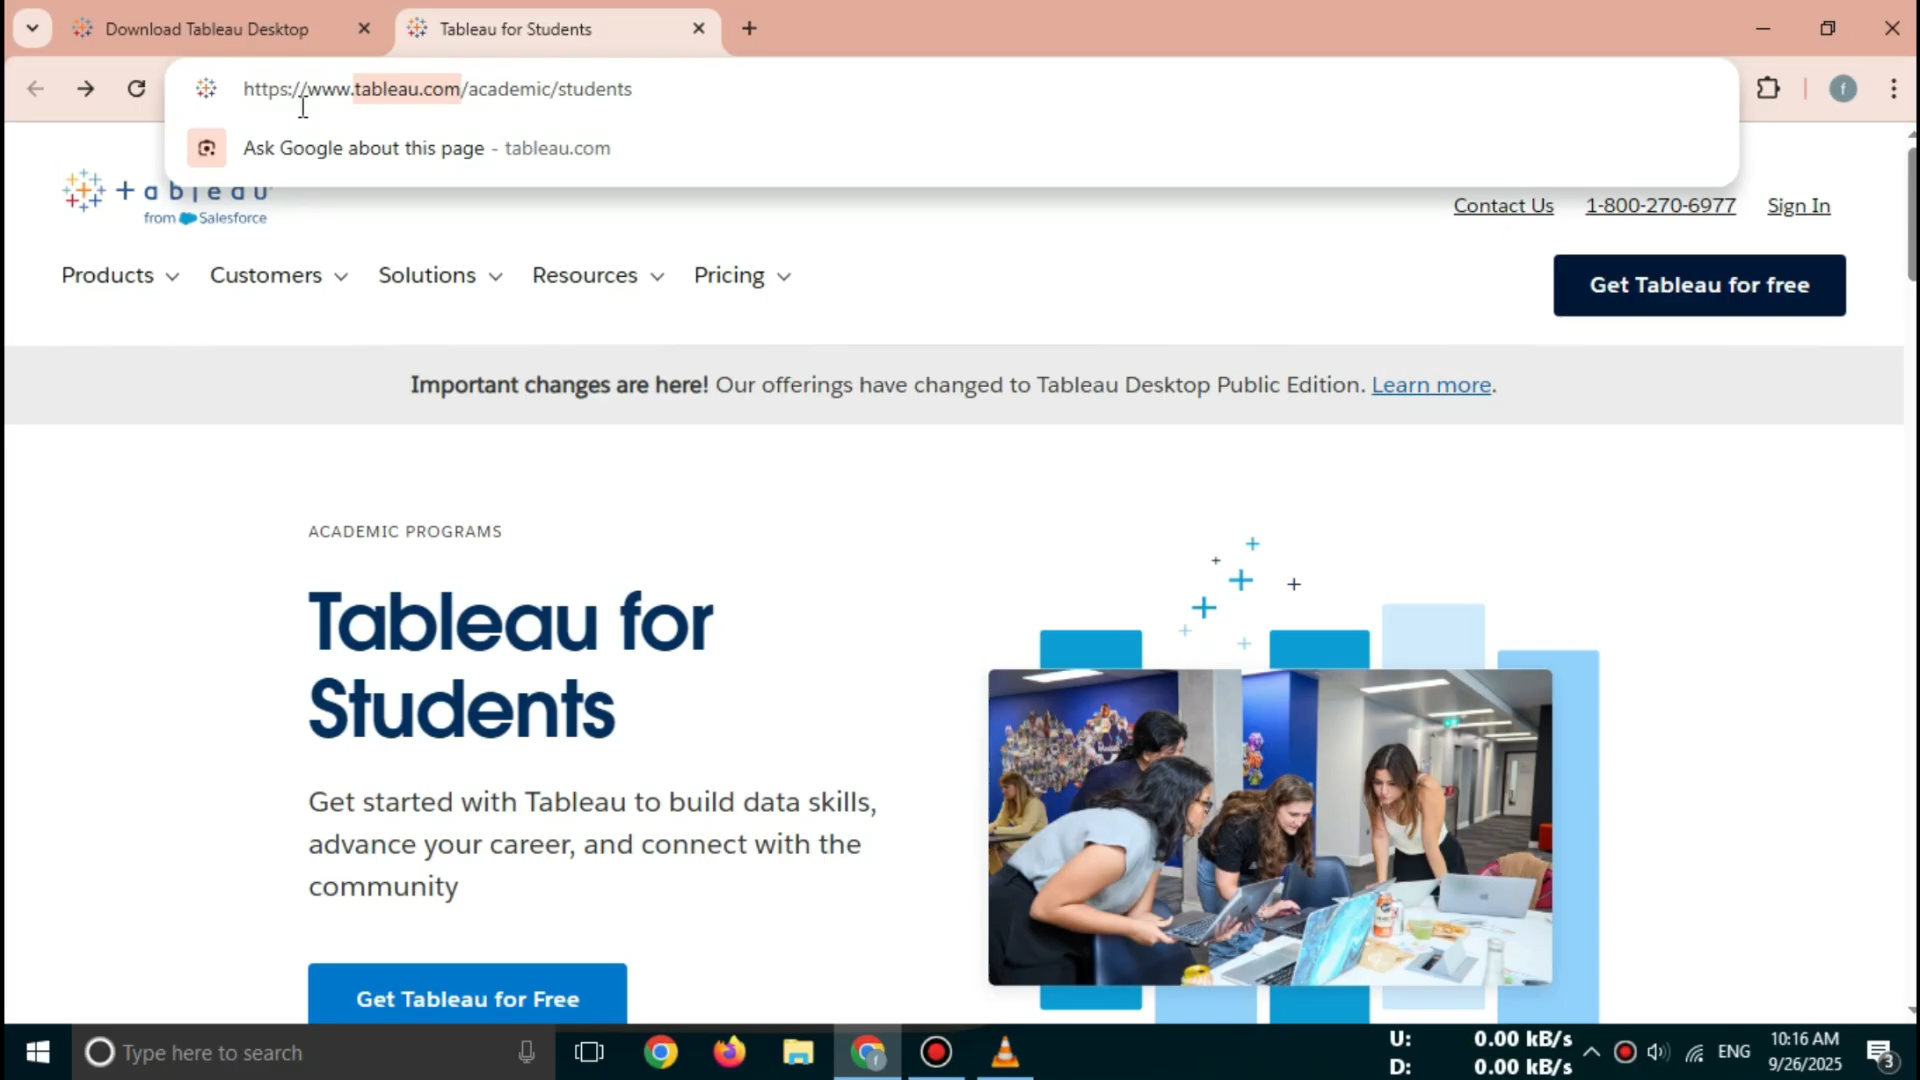 Download Tableau Desktop
Tableau for Students
https://www.tableau.com/academic/students
f
Ask Google about this page - tableau.com
+ableau
from Salesforce
Contact Us
1-800-270-6977
Sign In
Products
Customers
Solutions
Resources
Pricing
Get Tableau for free
Important changes are here! Our offerings have changed to Tableau Desktop Public Edition. Learn more.
ACADEMIC PROGRAMS
Tableau for
Students
Get started with Tableau to build data skills,
advance your career, and connect with the
community
Get Tableau for Free
Type here to search
f
U: 0.00 kB/s
D: 0.00 kB/s
ENG
10:16 AM
9/26/2025
3